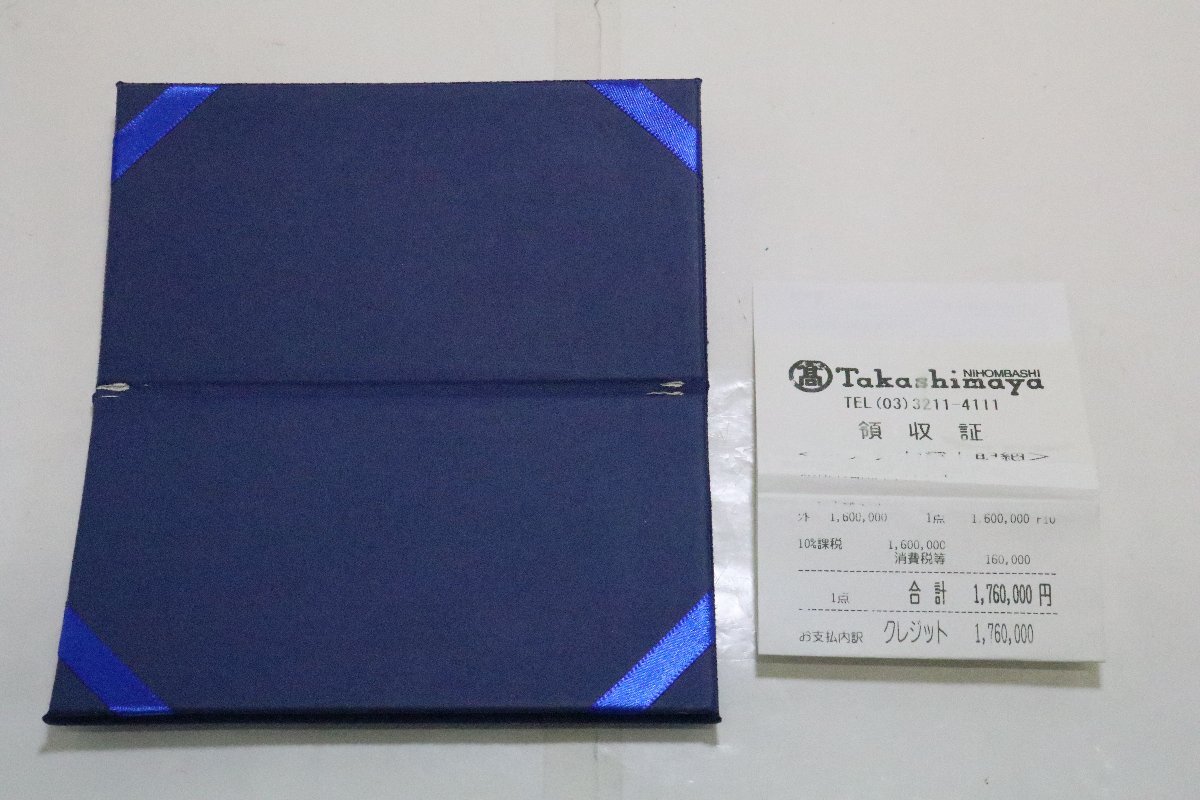 髙 Takashimaya NIHOMBASHI
TEL (03) 3211-4111
領収証
1,600,000 1点 1,600,000
10%課税 1,600,000
消費税等 160,000
1点 合計 1,760,000円
お支払内訳 クレジット 1,760,000